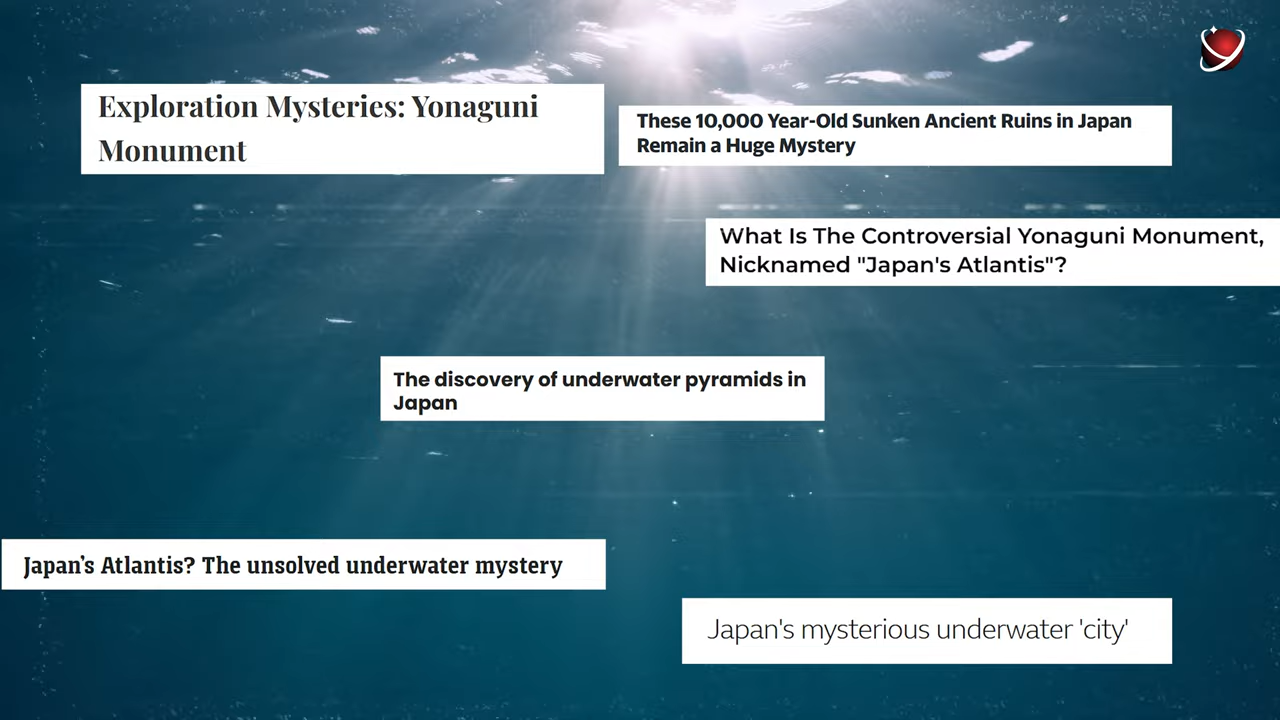 Exploration Mysteries: Yonaguni
Monument
These 10,000 Year-Old Sunken Ancient Ruins in Japan
Remain a Huge Mystery
What Is The Controversial Yonaguni Monument,
Nicknamed "Japan's Atlantis"?
The discovery of underwater pyramids in
Japan
Japan’s Atlantis? The unsolved underwater mystery
Japan's mysterious underwater 'city'